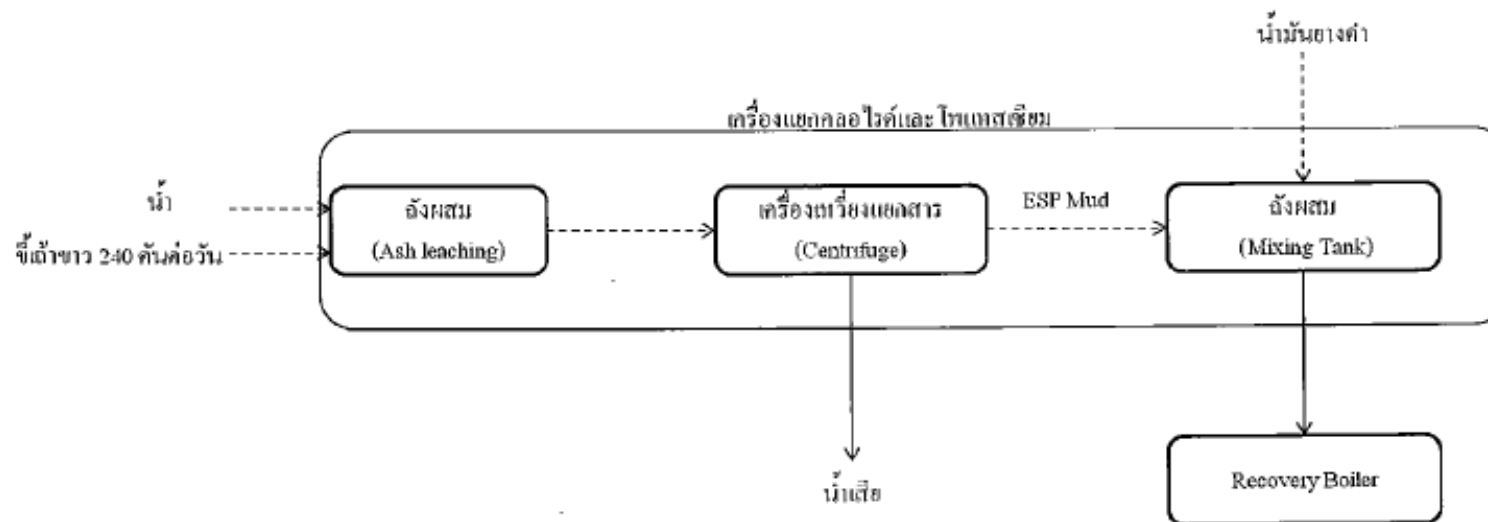 น้ำมันยางดำ
เครื่องแยกคลอไรด์และโพแทสเซียม
น้ำ
ขี้เถ้าขาว 240 ตันต่อวัน
ถังผสม
(Ash leaching)
เครื่องเหวี่ยงแยกสาร
(Centrifuge)
ESP Mud
ถังผสม
(Mixing Tank)
น้ำเสีย
Recovery Boiler